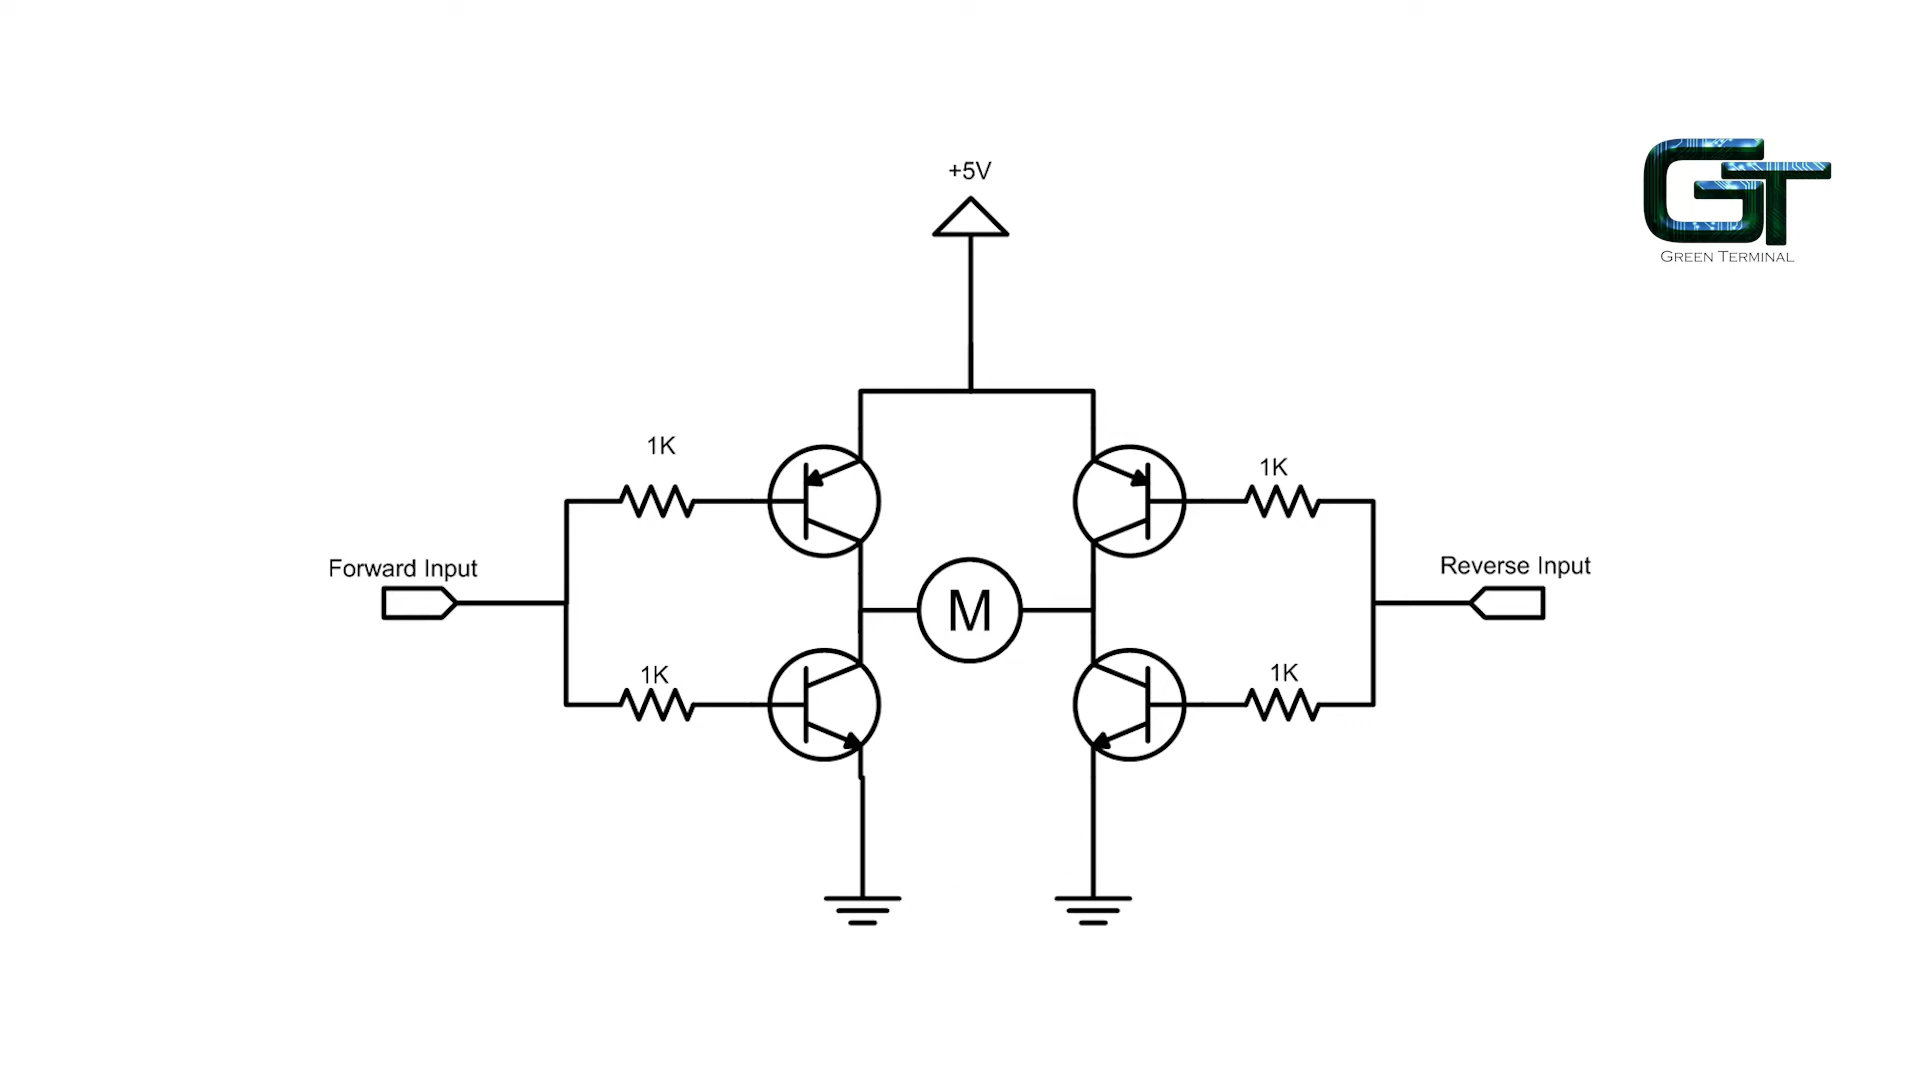 +5V
GT
GREEN TERMINAL
1K
1K
Forward Input
Reverse Input
M
1K
1K